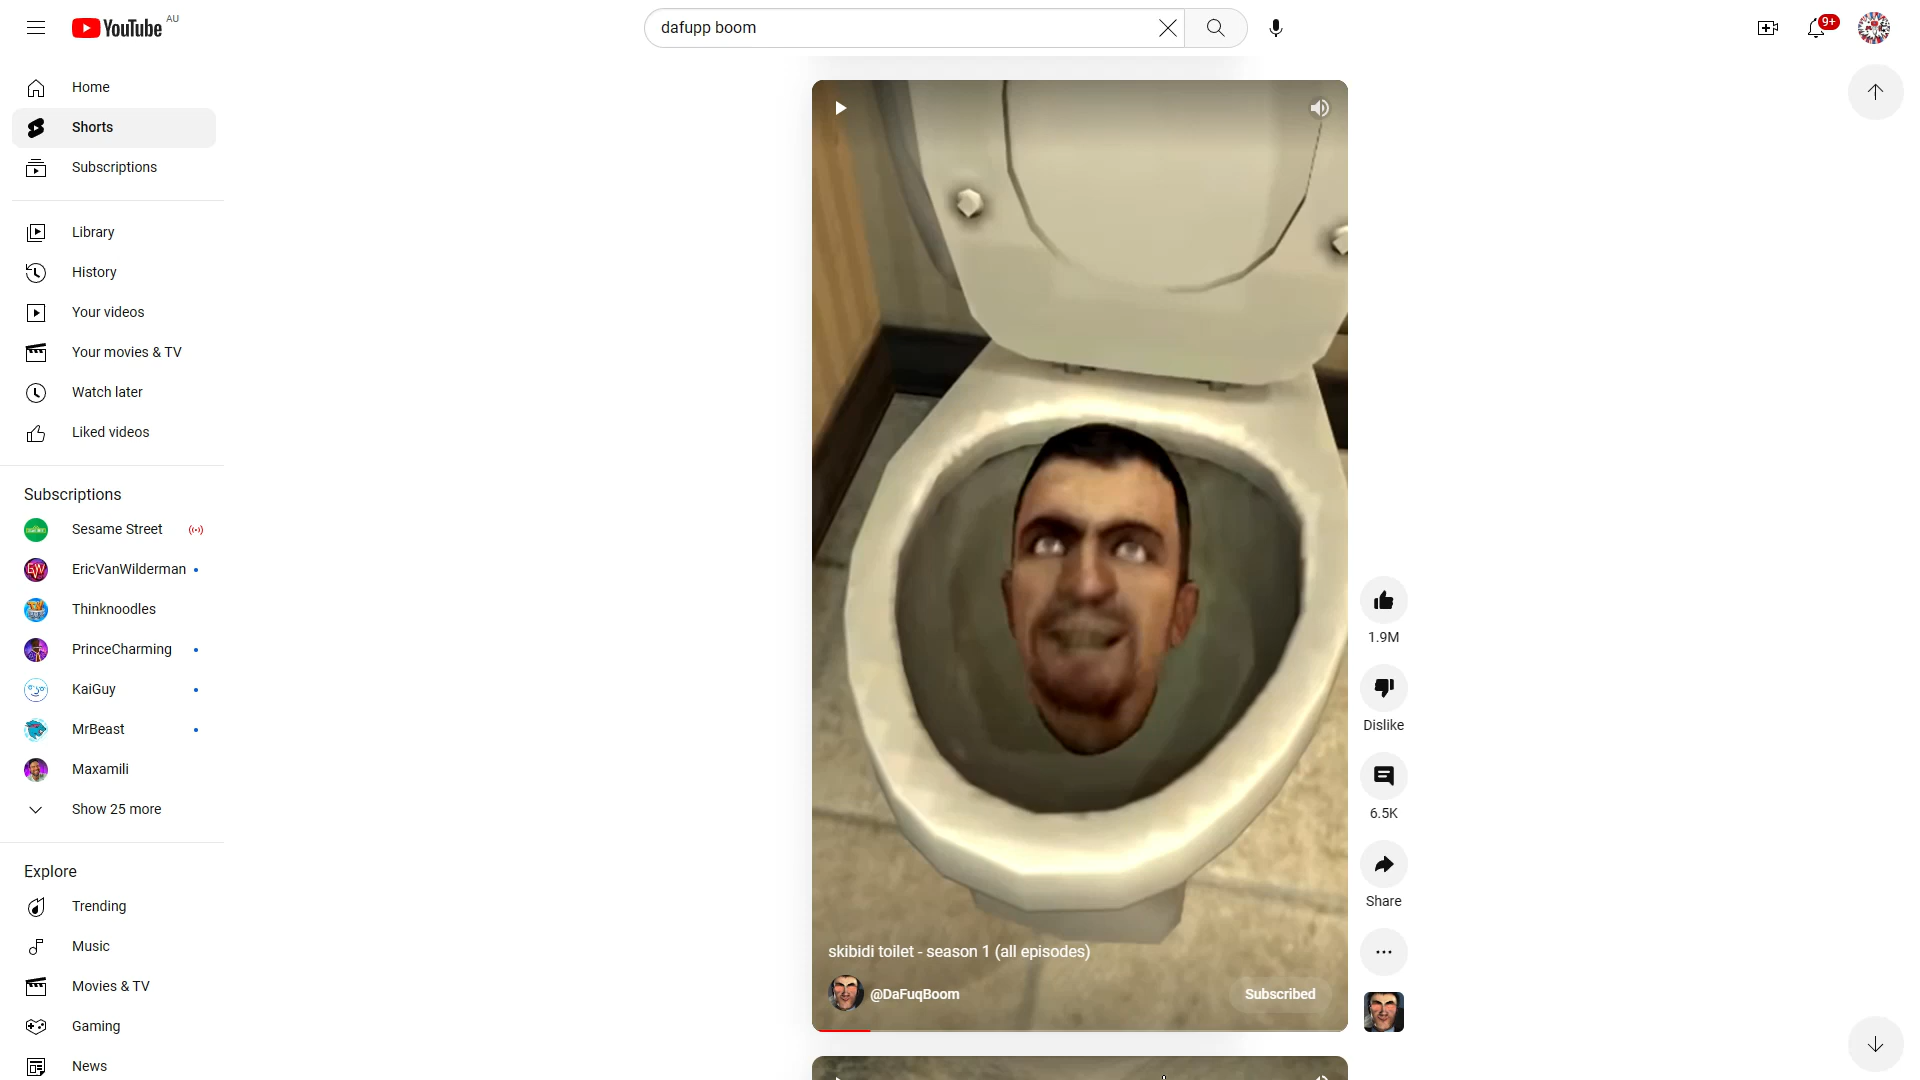 YouTube AU
dafupp boom
9+
Home
Shorts
Subscriptions
Library
History
Your videos
Your movies & TV
Watch later
Liked videos
Subscriptions
Sesame Street
EricVanWilderman
Thinknoodles
PrinceCharming
KaiGuy
MrBeast
Maxamili
Show 25 more
Explore
Trending
Music
Movies & TV
Gaming
News
skibidi toilet - season 1 (all episodes)
@DaFuqBoom
Subscribed
1.9M
Dislike
6.5K
Share